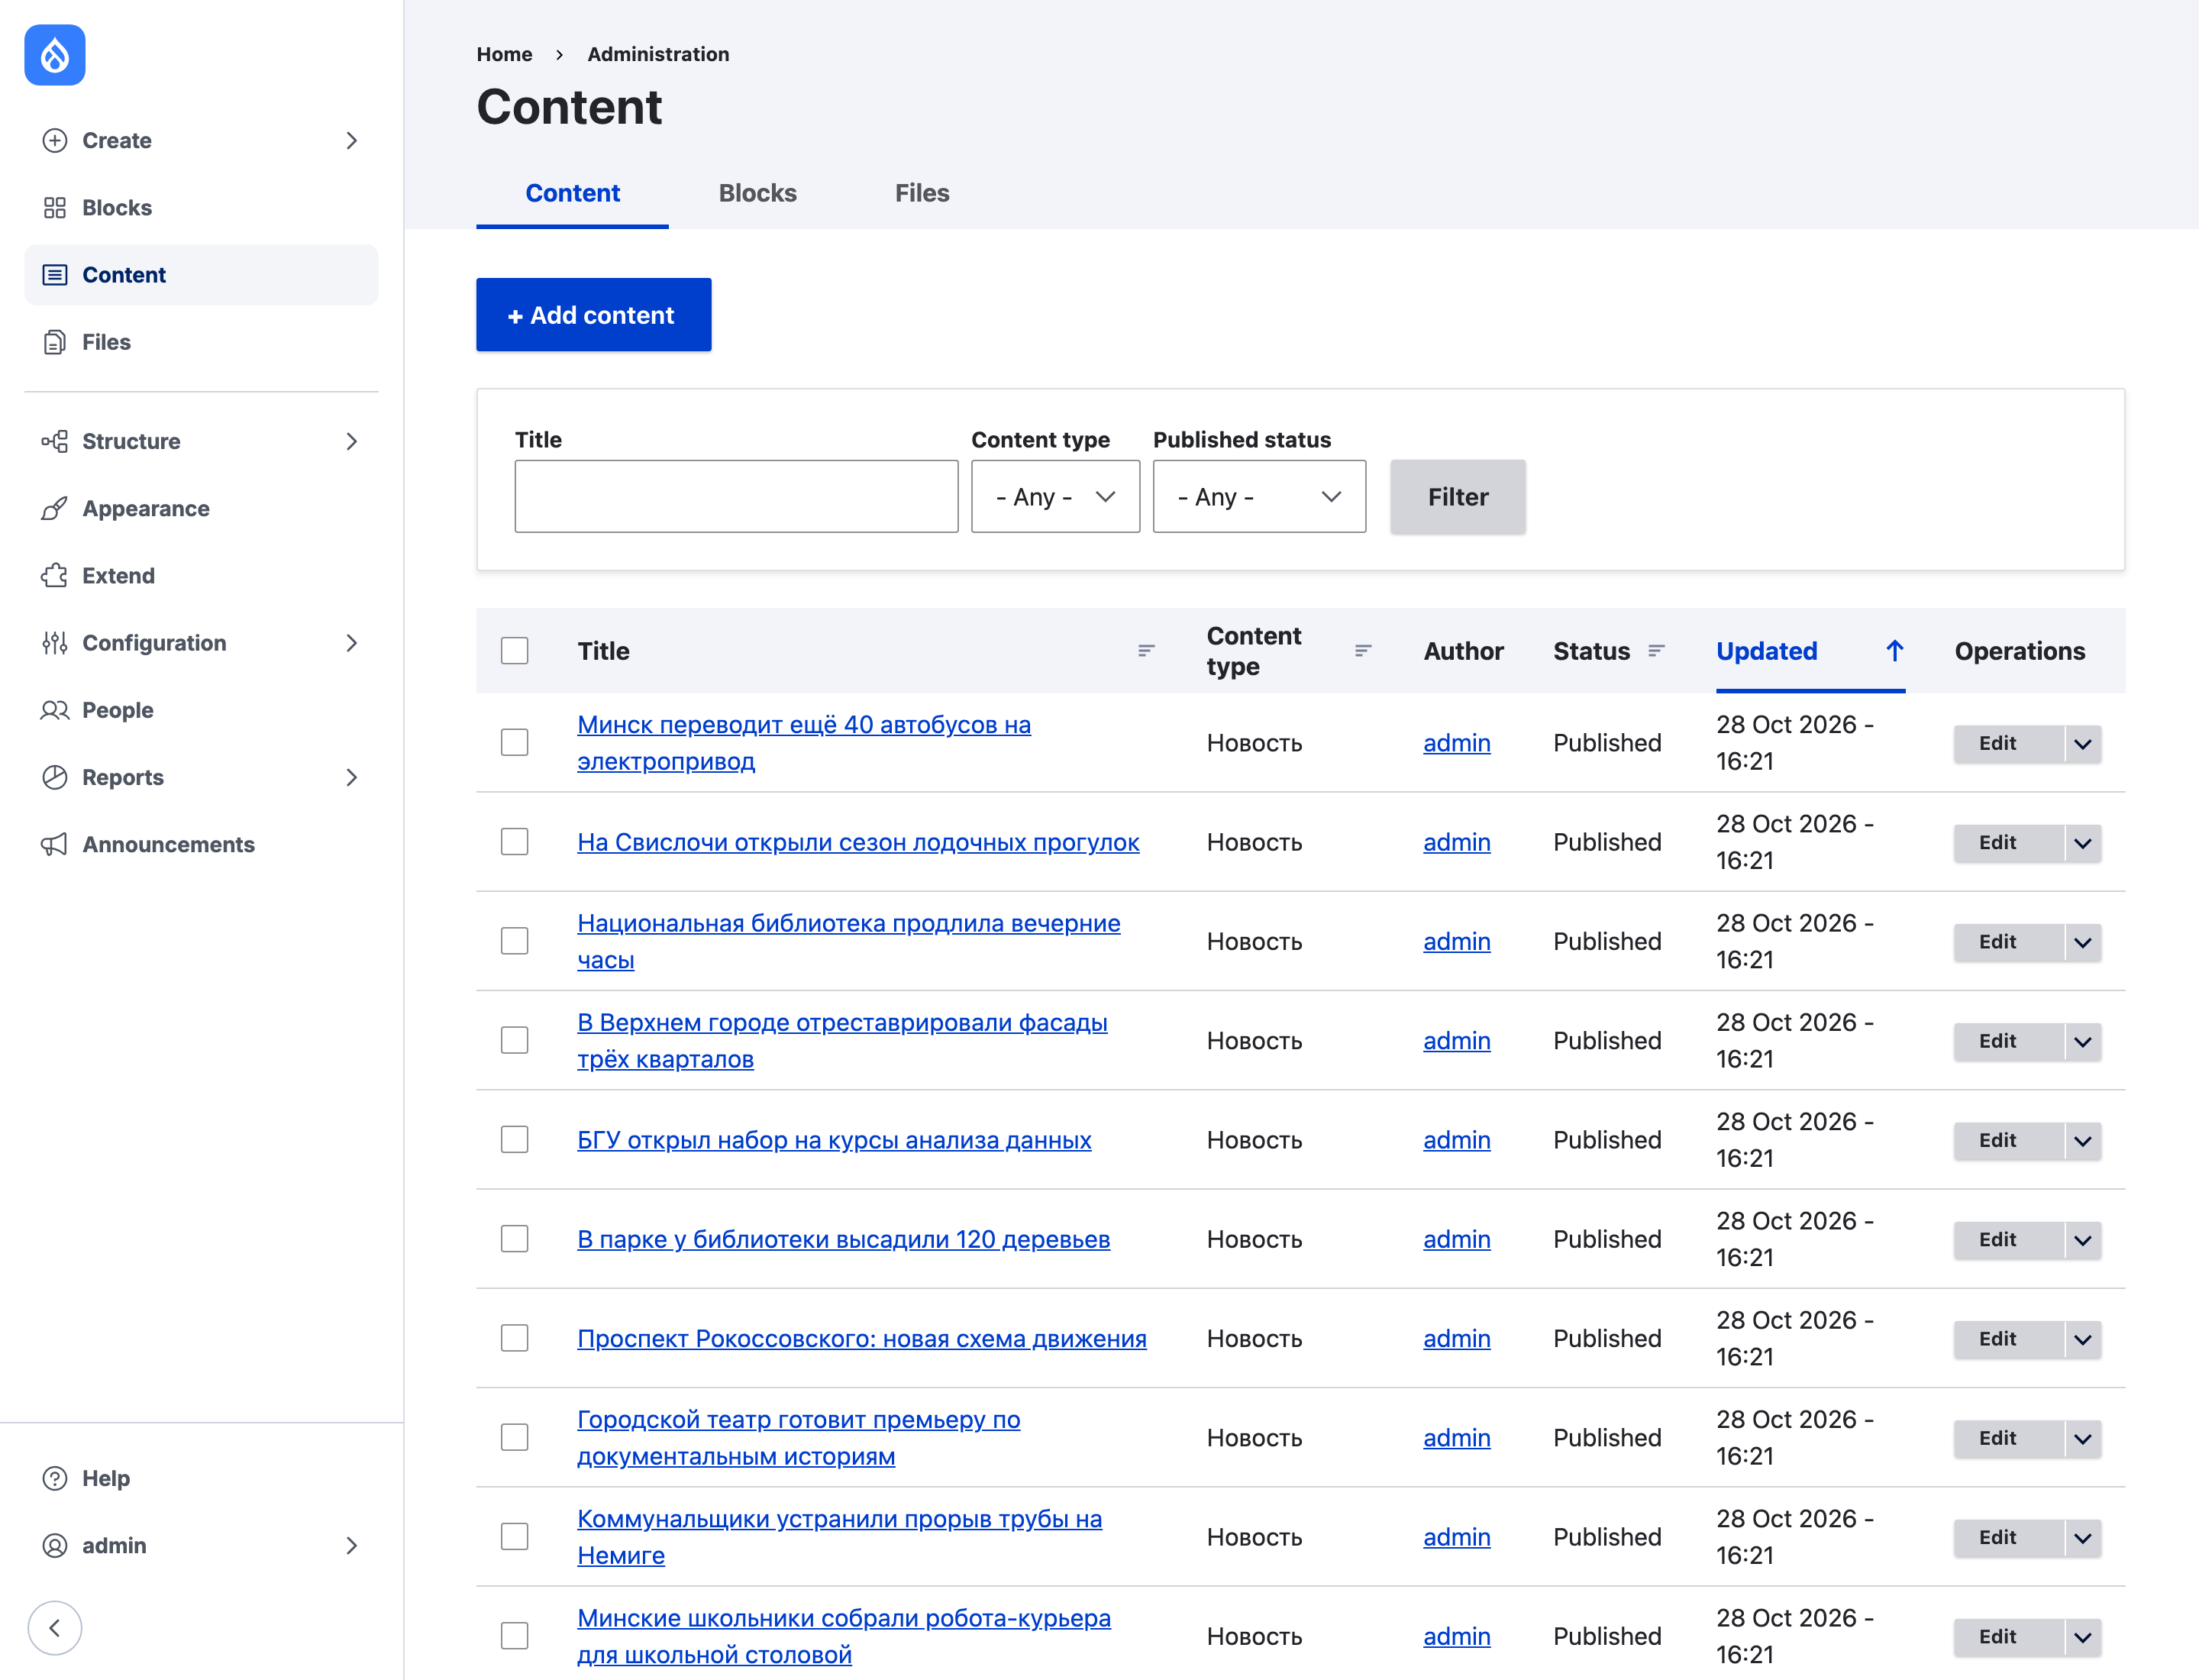 Create
Blocks
Content
Files
Structure
Appearance
Extend
Configuration
People
Reports
Announcements
Help
admin
Home > Administration
Content
Content Blocks Files
+ Add content
Title Content type Published status
- Any - - Any - Filter
Title Content type Author Status Updated Operations
Минск переводит ещё 40 автобусов на
электропривод
Новость admin Published 28 Oct 2026 -
16:21
Edit
На Свислочи открыли сезон лодочных прогулок
Новость admin Published 28 Oct 2026 -
16:21
Edit
Национальная библиотека продлила вечерние
часы
Новость admin Published 28 Oct 2026 -
16:21
Edit
В Верхнем городе отреставрировали фасады
трёх кварталов
Новость admin Published 28 Oct 2026 -
16:21
Edit
БГУ открыл набор на курсы анализа данных
Новость admin Published 28 Oct 2026 -
16:21
Edit
В парке у библиотеки высадили 120 деревьев
Новость admin Published 28 Oct 2026 -
16:21
Edit
Проспект Рокоссовского: новая схема движения
Новость admin Published 28 Oct 2026 -
16:21
Edit
Городской театр готовит премьеру по
документальным историям
Новость admin Published 28 Oct 2026 -
16:21
Edit
Коммунальщики устранили прорыв трубы на
Немиге
Новость admin Published 28 Oct 2026 -
16:21
Edit
Минские школьники собрали робота-курьера
для школьной столовой
Новость admin Published 28 Oct 2026 -
16:21
Edit